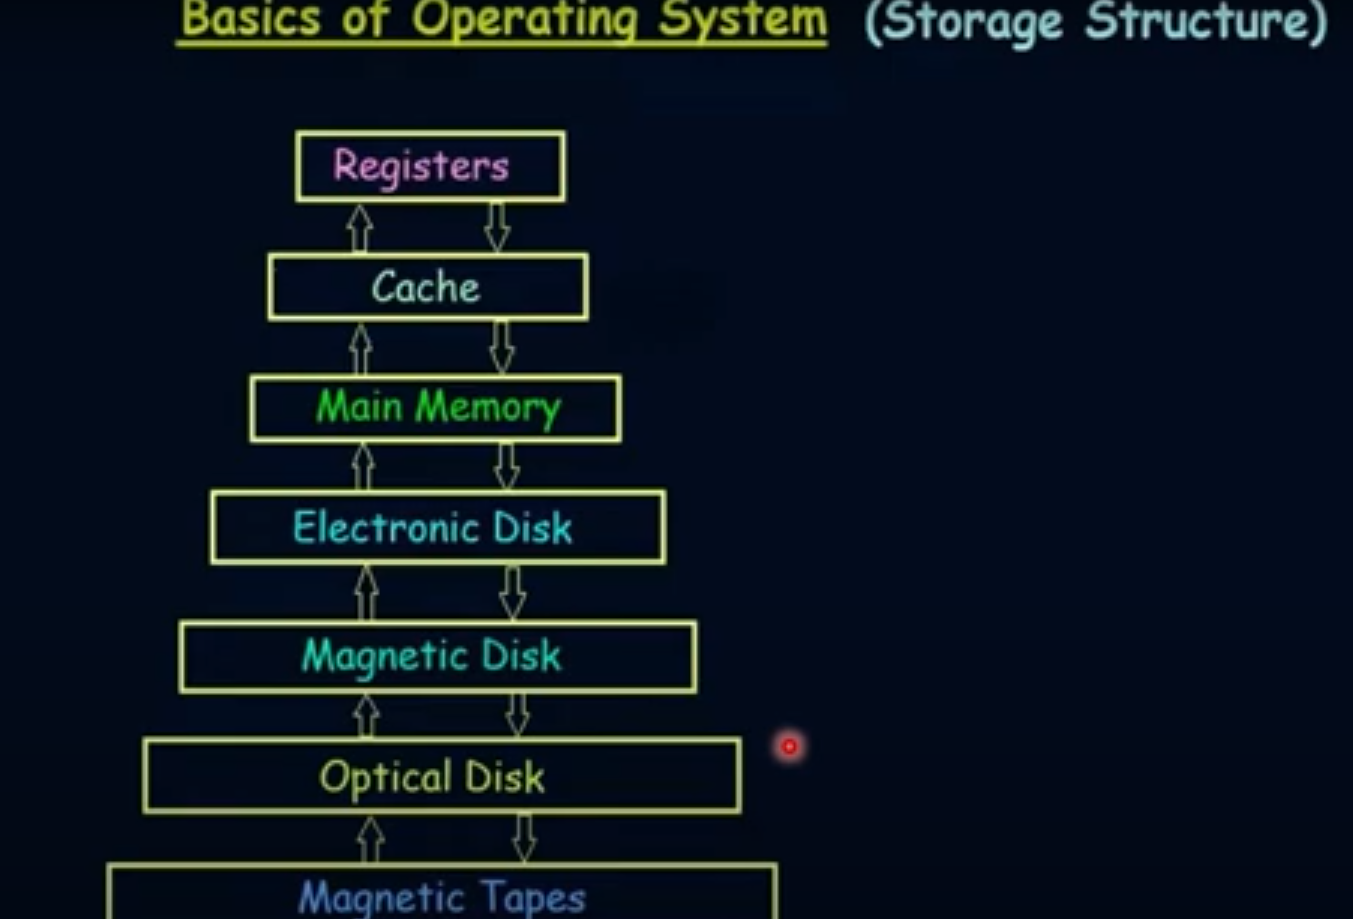 Basics of Operating System (Storage Structure)
Registers
Cache
Main Memory
Electronic Disk
Magnetic Disk
Optical Disk
Magnetic Tapes